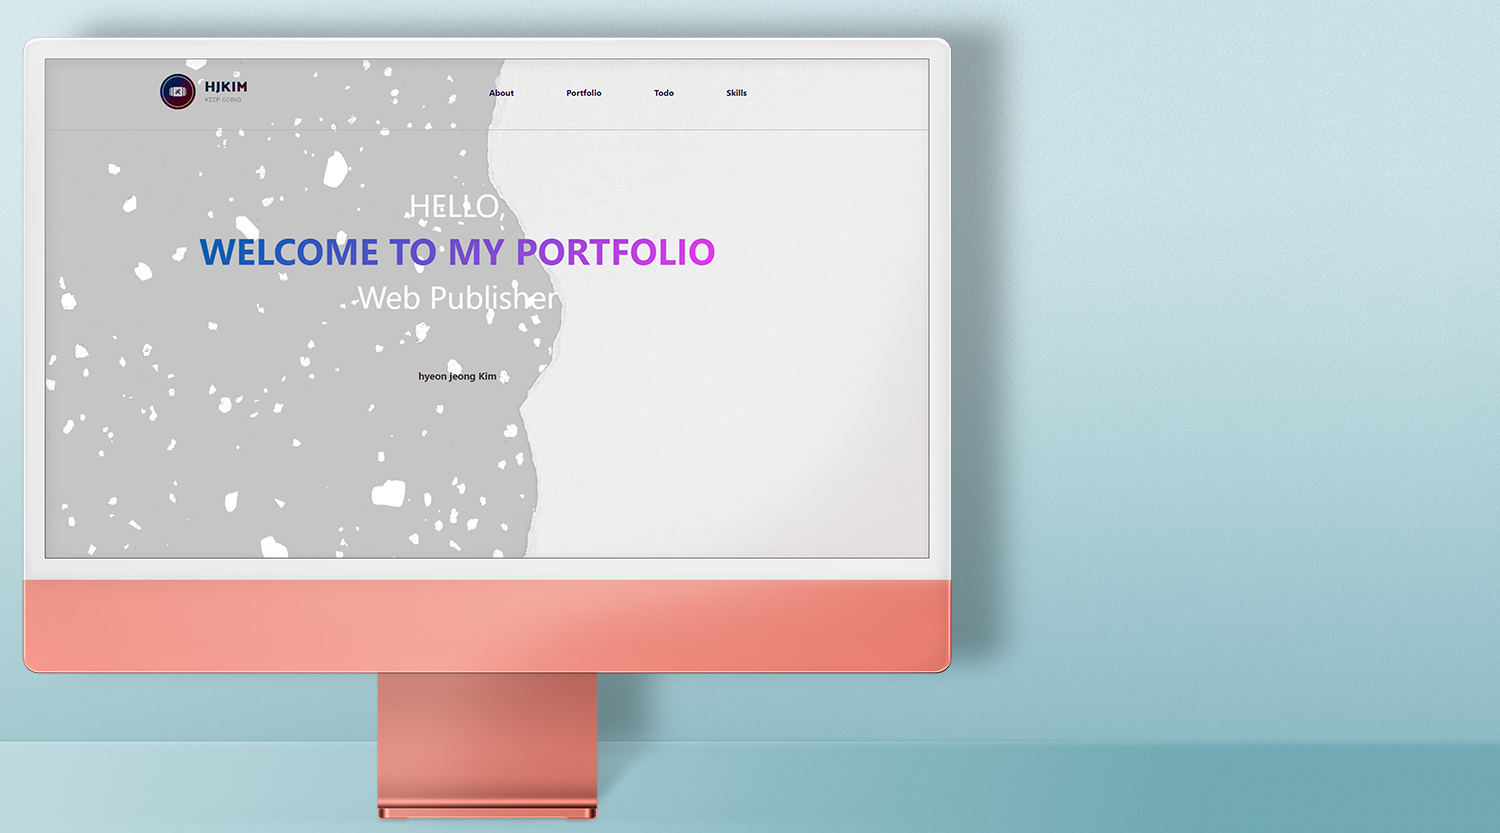 HJKIM
KEEP GOING
About Portfolio Todo Skills
HELLO,
WELCOME TO MY PORTFOLIO
Web Publisher
hyeon jeong Kim